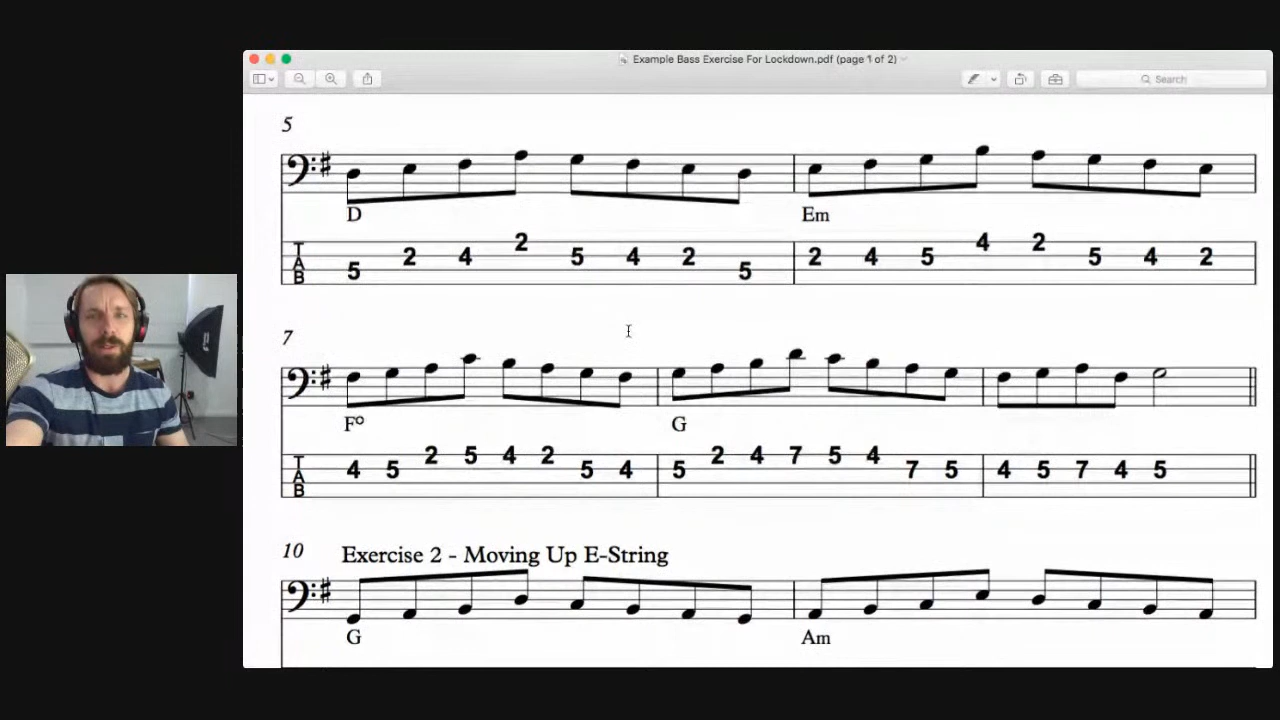 Example Bass Exercise For Lockdown.pdf (page 1 of 2)
Search
5
D Em
T A B
2 2 4 4 2
2 4 5 4 2 2 4 5 5 4 2
5 5
7
F° G
T A B
2 5 4 2 2 4 7 5 4
4 5 5 4 5 7 5 4 5 7 4 5
10 Exercise 2 - Moving Up E-String
G Am